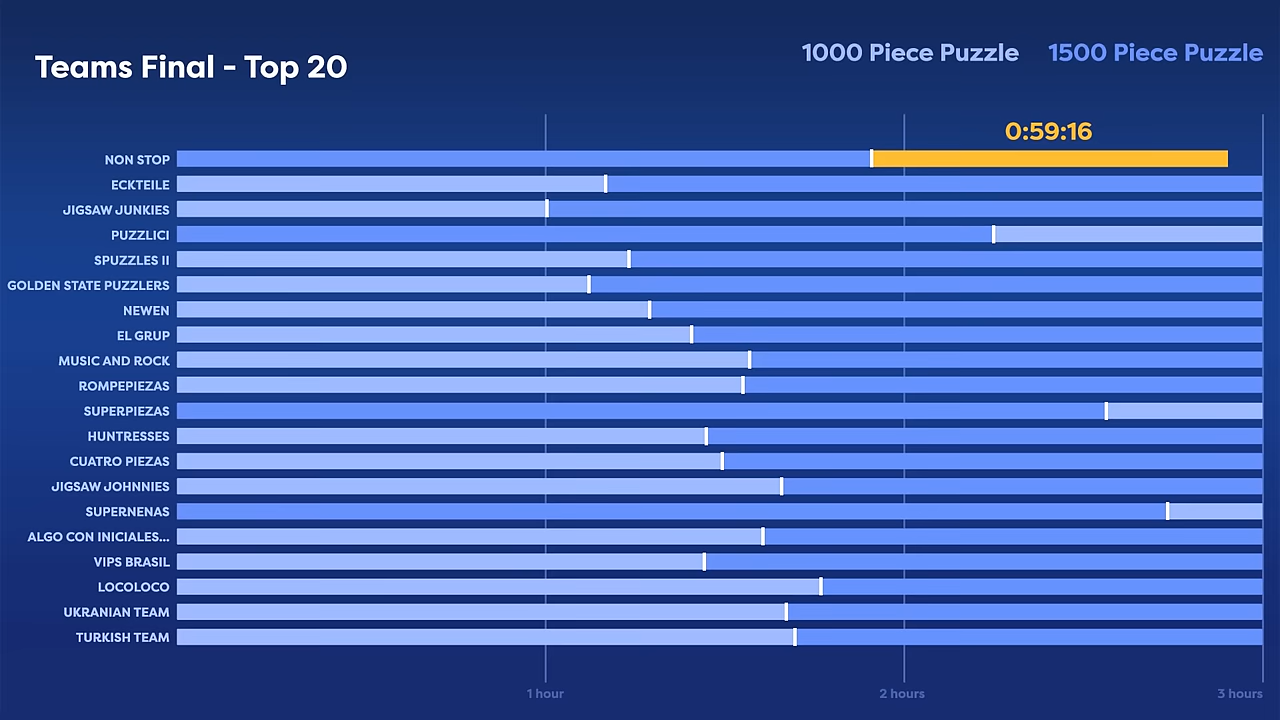 Teams Final - Top 20
1000 Piece Puzzle 1500 Piece Puzzle
0:59:16
NON STOP
ECKTEILE
JIGSAW JUNKIES
PUZZLICI
SPUZZLES II
GOLDEN STATE PUZZLERS
NEWEN
EL GRUP
MUSIC AND ROCK
ROMPEPIEZAS
SUPERPIEZAS
HUNTRESSES
CUATRO PIEZAS
JIGSAW JOHNNIES
SUPERNENAS
ALGO CON INICIALES...
VIPS BRASIL
LOCOLOCO
UKRANIAN TEAM
TURKISH TEAM
1 hour 2 hours 3 hours